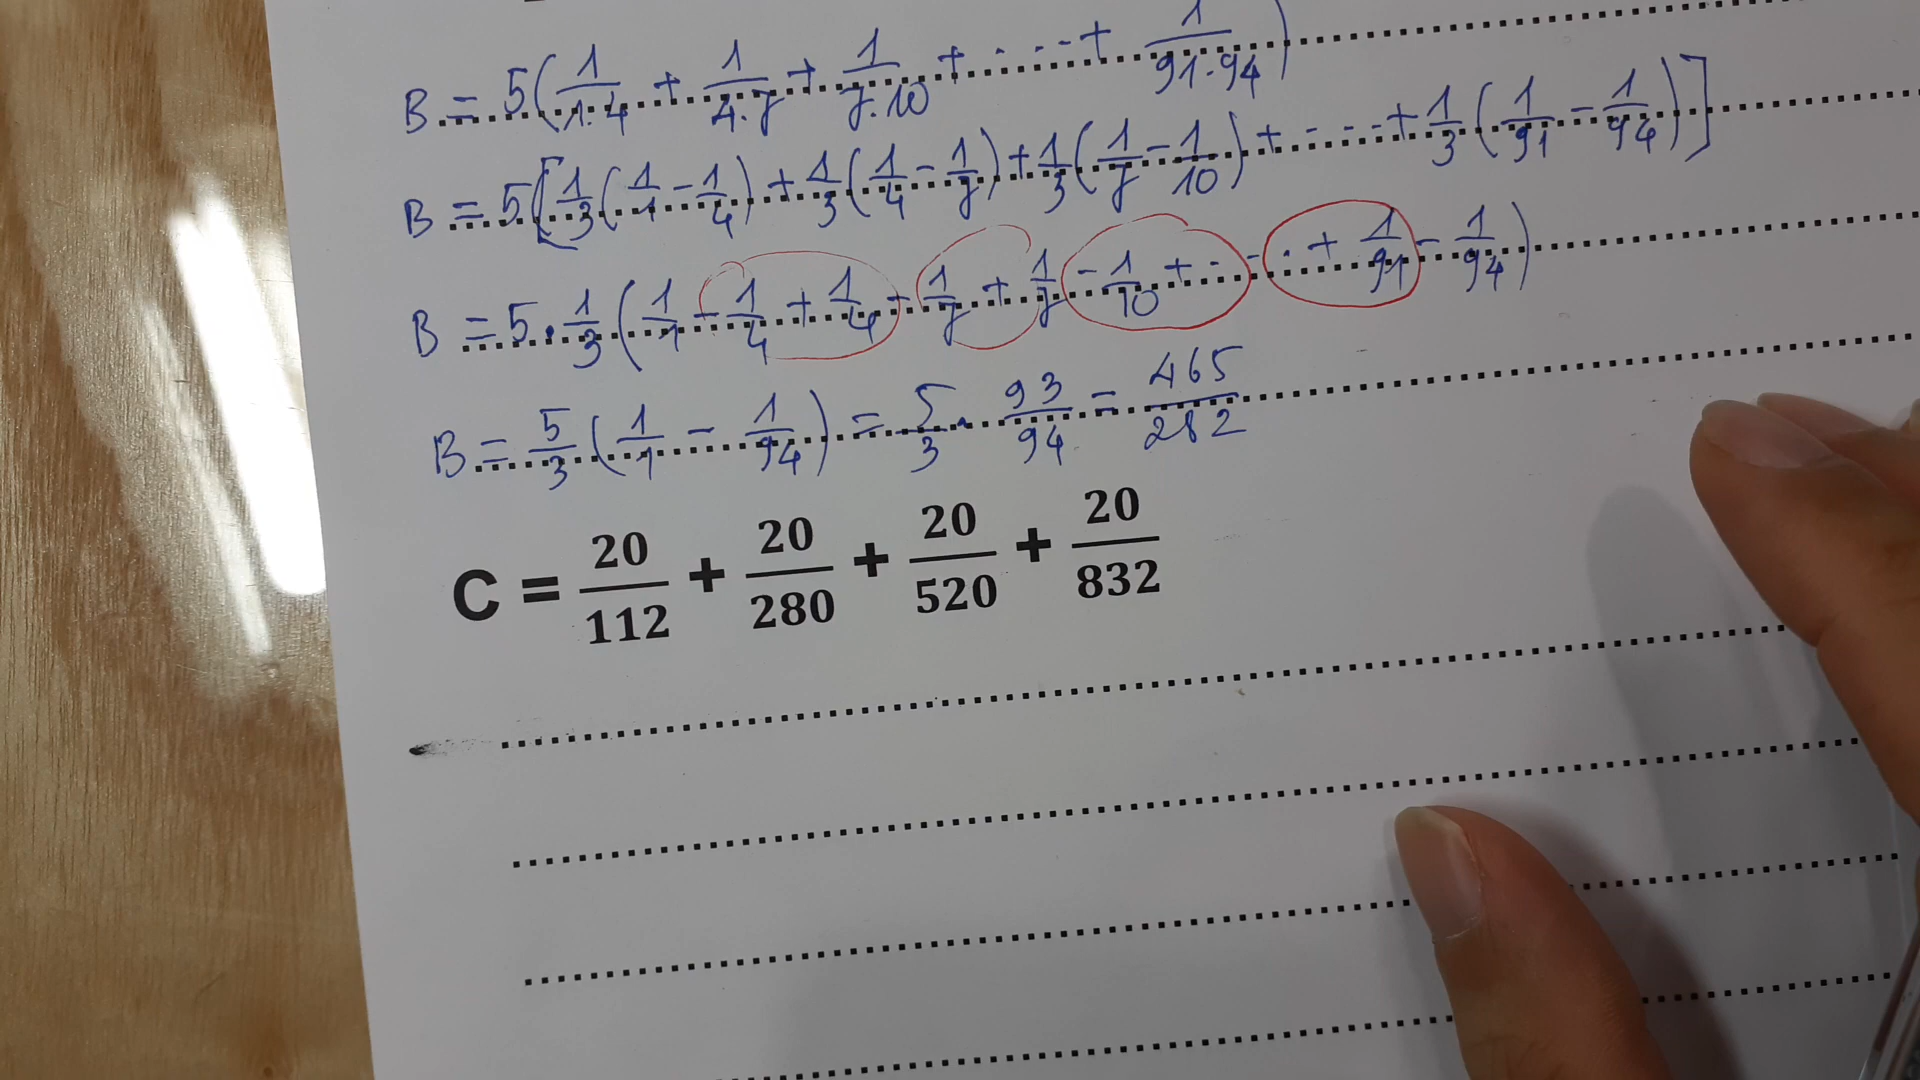 B = 5(1/1.4 + 1/4.7 + 1/7.10 + ... + 1/91.94)
B = 5[1/3(1/1 - 1/4) + 1/3(1/4 - 1/7) + 1/3(1/7 - 1/10) + ... + 1/3(1/91 - 1/94)]
B = 5.1/3(1/1 - 1/4 + 1/4 - 1/7 + 1/7 - 1/10 + ... + 1/91 - 1/94)
B = 5/3(1/1 - 1/94) = 5/3 . 93/94 = 465/282
C = 20/112 + 20/280 + 20/520 + 20/832